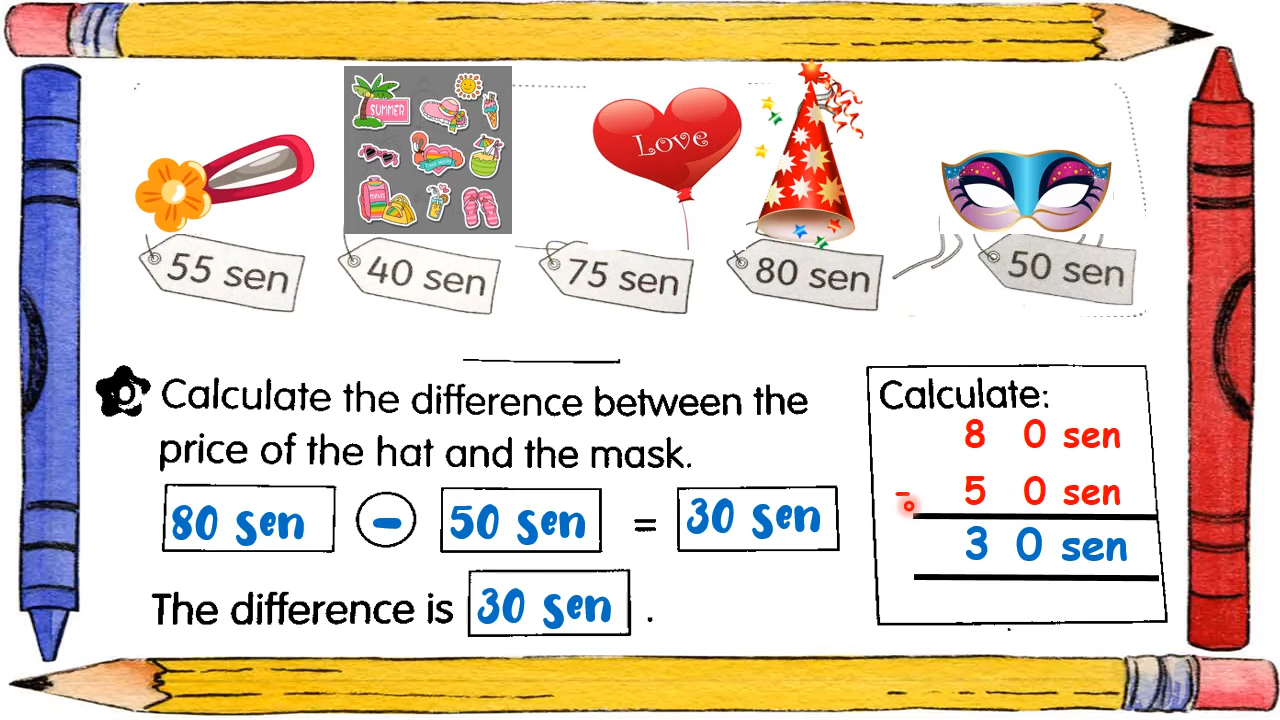 SUMMER
Love
55 sen
40 sen
75 sen
80 sen
50 sen
Calculate the difference between the
price of the hat and the mask.
80 sen - 50 sen = 30 sen
The difference is 30 sen .
Calculate:
8 0 sen
- 5 0 sen
3 0 sen